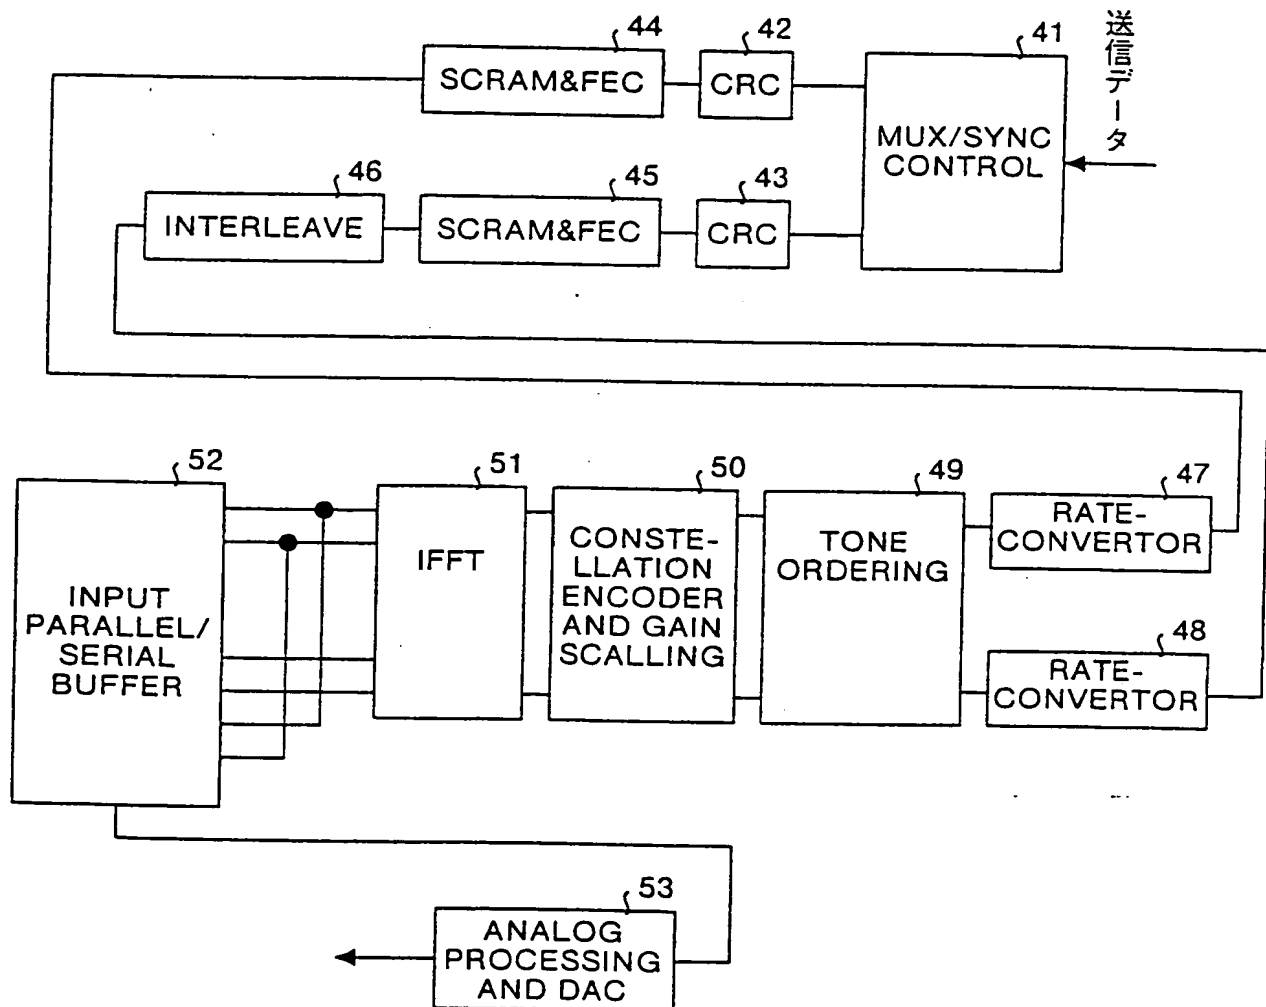 44
SCRAM&FEC
42
CRC
41
MUX/SYNC
CONTROL
送信データ
46
INTERLEAVE
45
SCRAM&FEC
43
CRC
52
INPUT
PARALLEL/
SERIAL
BUFFER
51
IFFT
50
CONSTE-
LLATION
ENCODER
AND GAIN
SCALLING
49
TONE
ORDERING
47
RATE-
CONVERTOR
48
RATE-
CONVERTOR
53
ANALOG
PROCESSING
AND DAC